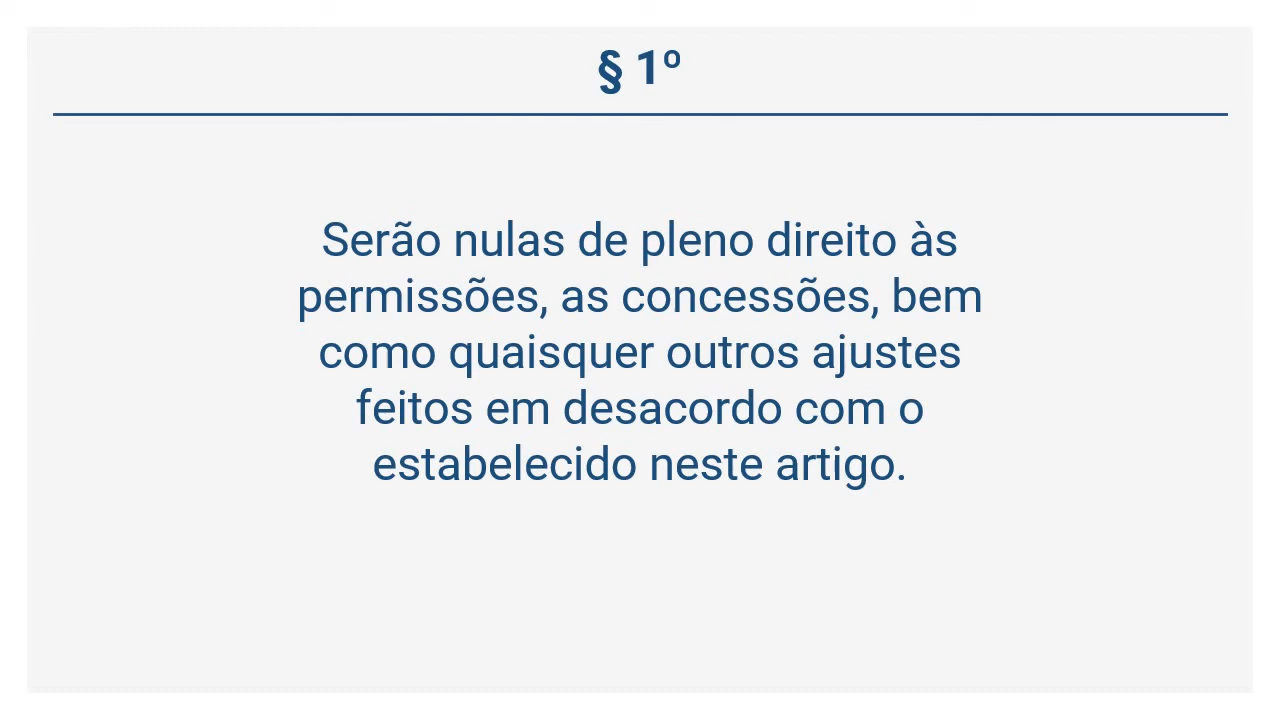 § 1º
Serão nulas de pleno direito às
permissões, as concessões, bem
como quaisquer outros ajustes
feitos em desacordo com o
estabelecido neste artigo.